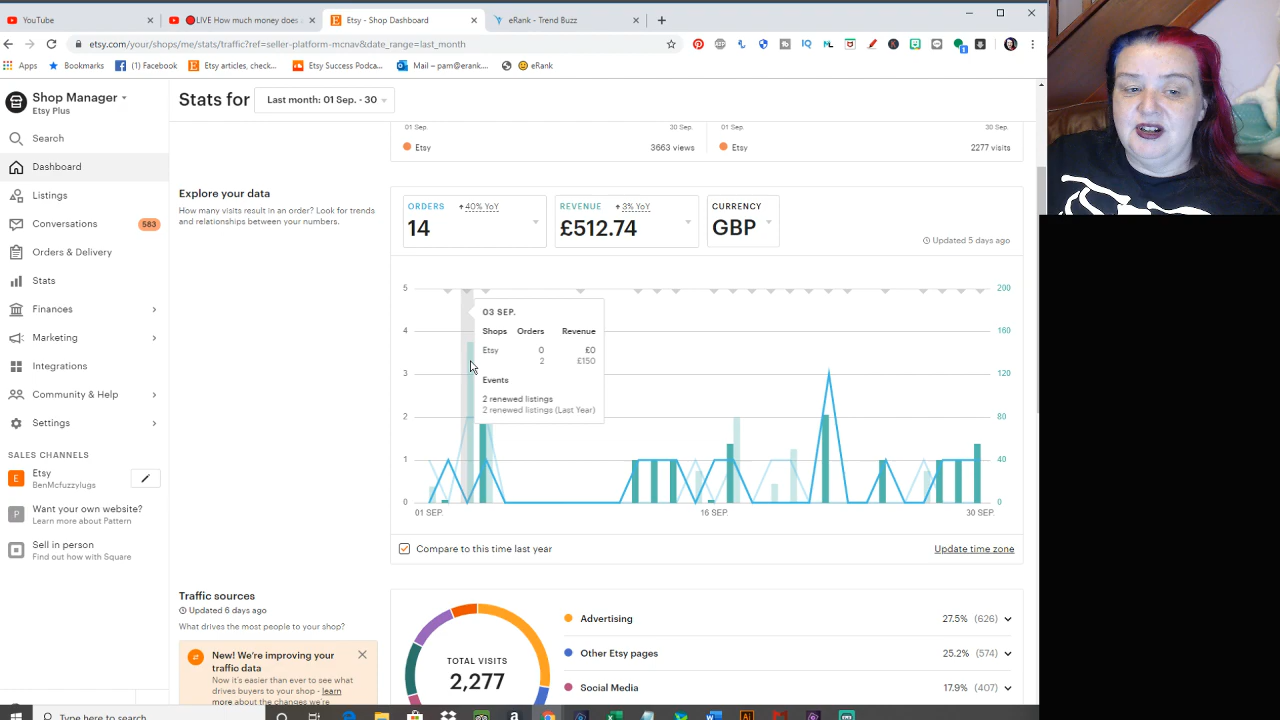 YouTube
LIVE How much money does
Etsy - Shop Dashboard
eRank - Trend Buzz
etsy.com/your/shops/me/stats/traffic?ref=seller-platform-mcnav&date_range=last_month
Apps
Bookmarks
(1) Facebook
Etsy articles, check...
Etsy Success Podca...
Mail – pam@erank....
eRank
Shop Manager
Etsy Plus
Search
Dashboard
Listings
Conversations
583
Orders & Delivery
Stats
Finances
Marketing
Integrations
Community & Help
Settings
SALES CHANNELS
Etsy
BenMcfuzzylugs
Want your own website?
Learn more about Pattern
Sell in person
Find out how with Square
Stats for
Last month: 01 Sep. - 30
01 Sep. 30 Sep. 01 Sep. 30 Sep.
Etsy 3663 views Etsy 2277 visits
Explore your data
How many visits result in an order? Look for trends
and relationships between your numbers.
ORDERS 40% YoY
14
REVENUE 3% YoY
£512.74
CURRENCY
GBP
Updated 5 days ago
5 200
4 160
3 120
2 80
1 40
0 0
01 SEP. 16 SEP. 30 SEP.
03 SEP.
Shops Orders Revenue
Etsy 0 £0
2 £150
Events
2 renewed listings
2 renewed listings (Last Year)
Compare to this time last year
Update time zone
Traffic sources
Updated 6 days ago
What drives the most people to your shop?
New! We're improving your
traffic data
Now it's easier than ever to see what
drives buyers to your shop - learn
more about the changes we're
TOTAL VISITS
2,277
Advertising 27.5% (626)
Other Etsy pages 25.2% (574)
Social Media 17.9% (407)
Type here to search